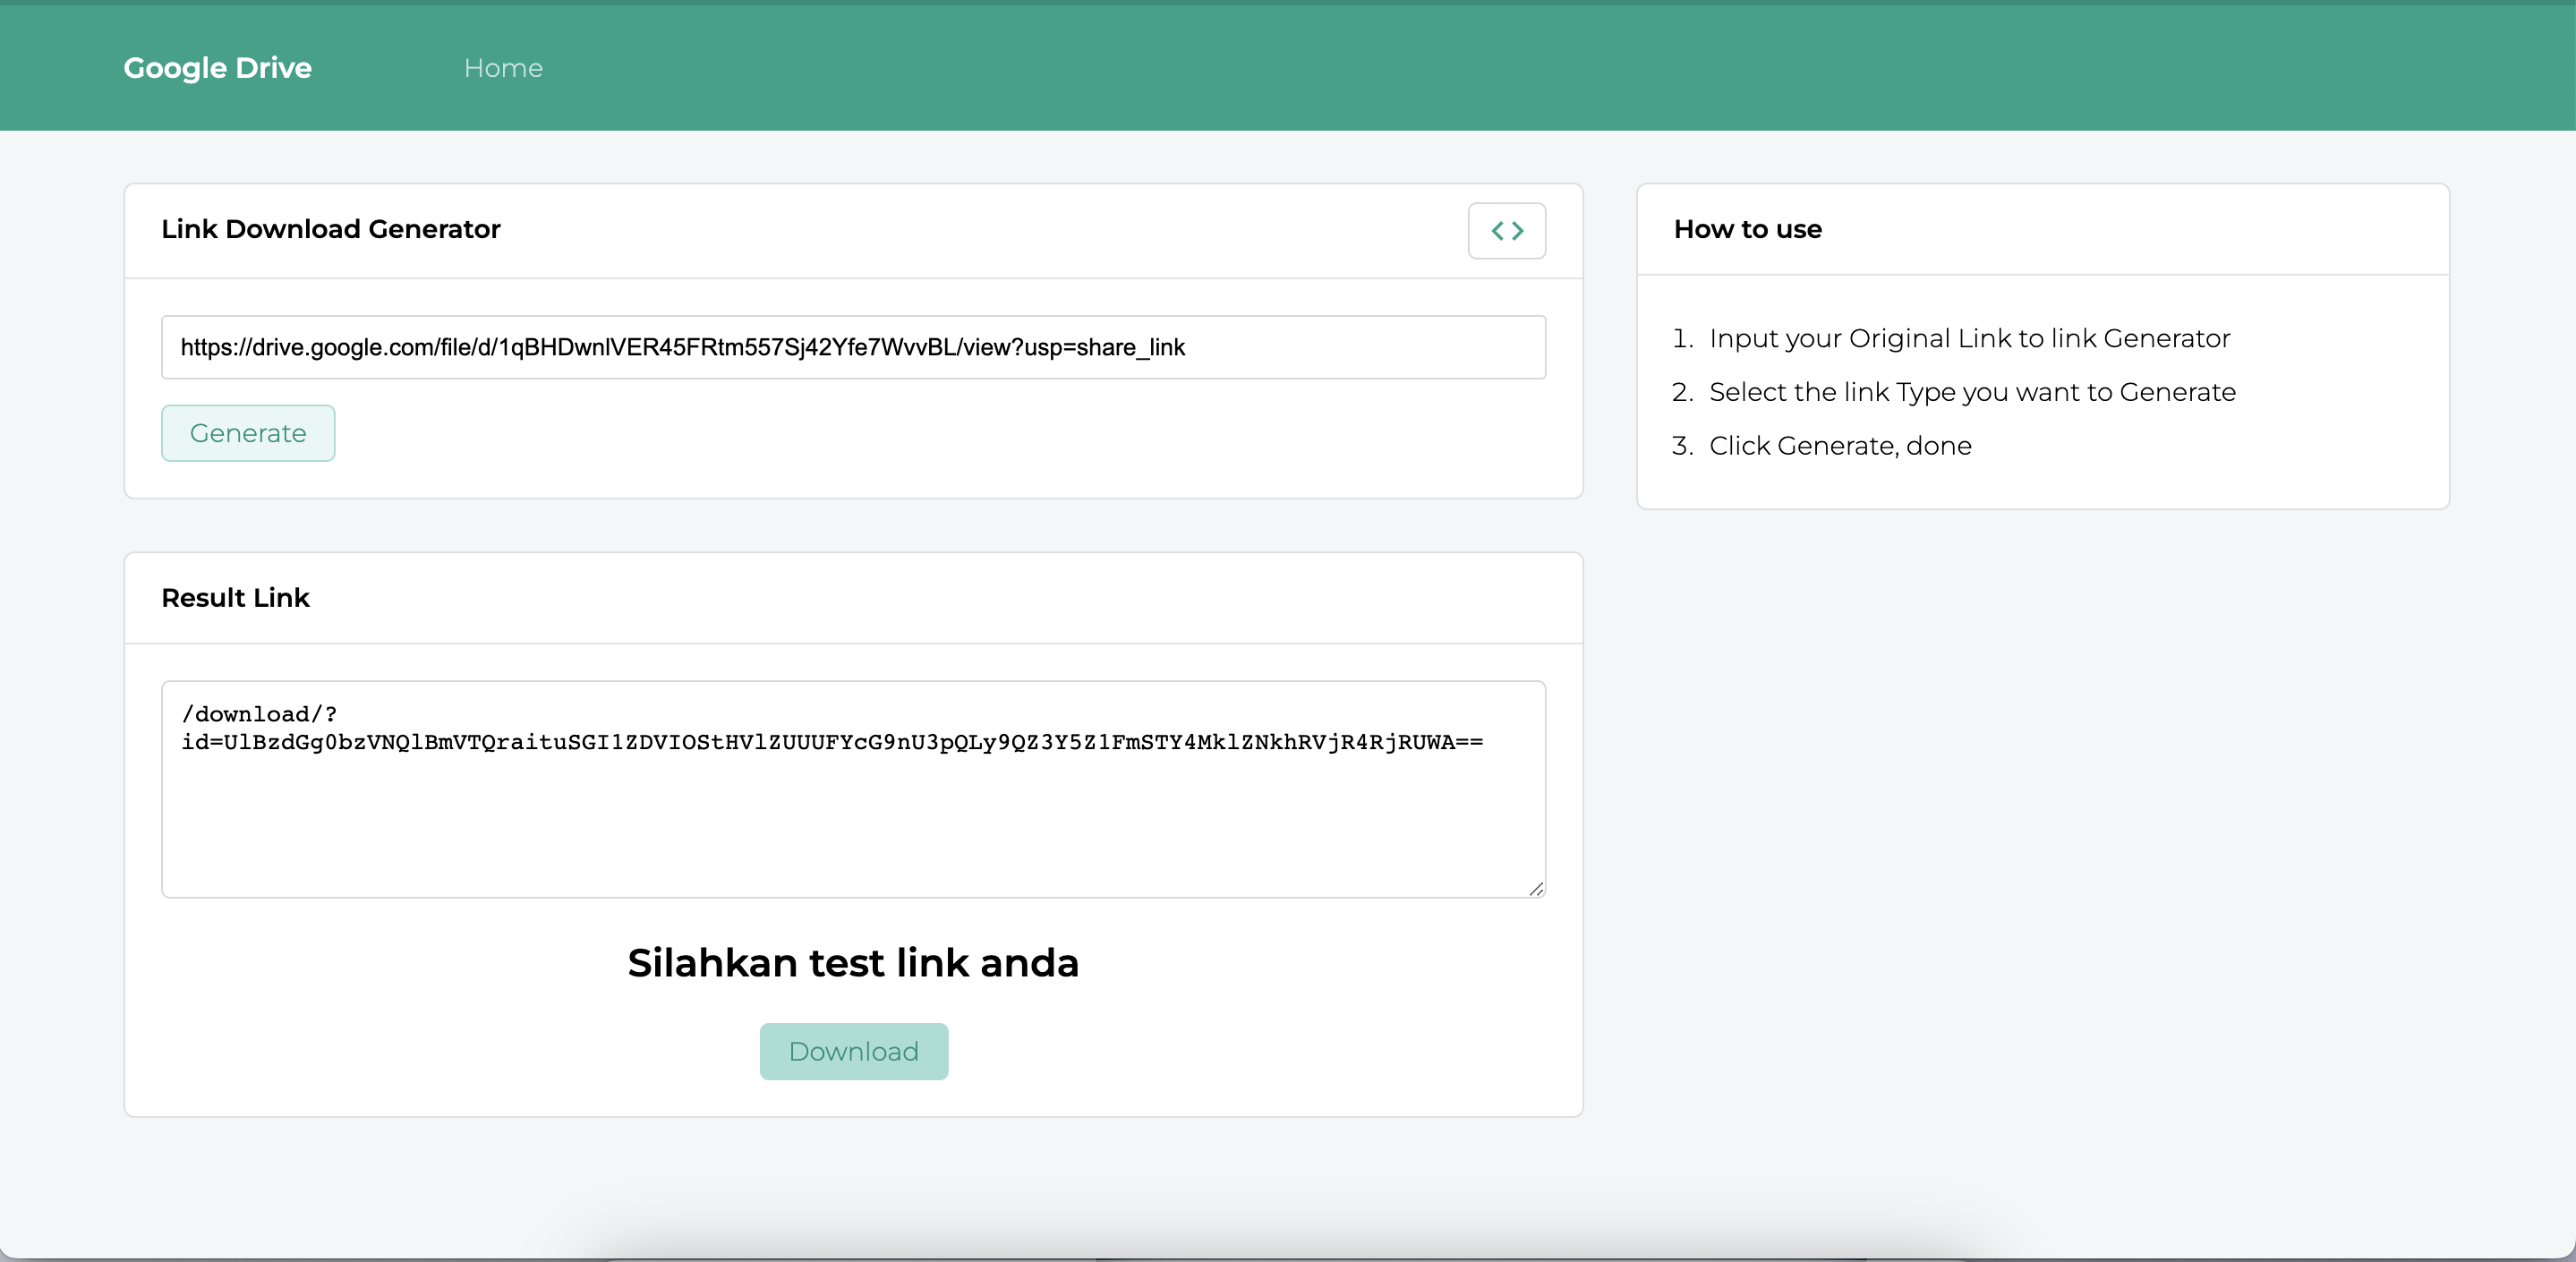 Google Drive
Home
Link Download Generator
https://drive.google.com/file/d/1qBHDwnlVER45FRtm557Sj42Yfe7WvvBL/view?usp=share_link
Generate
How to use
1. Input your Original Link to link Generator
2. Select the link Type you want to Generate
3. Click Generate, done
Result Link
/download/?
id=UlBzdGg0bzVNQlBmVTQraituSGI1ZDVIOStHVlZUUUFYcG9nU3pQLy9QZ3Y5Z1FmSTY4MklZNkhRVjR4RjRUWA==
Silahkan test link anda
Download